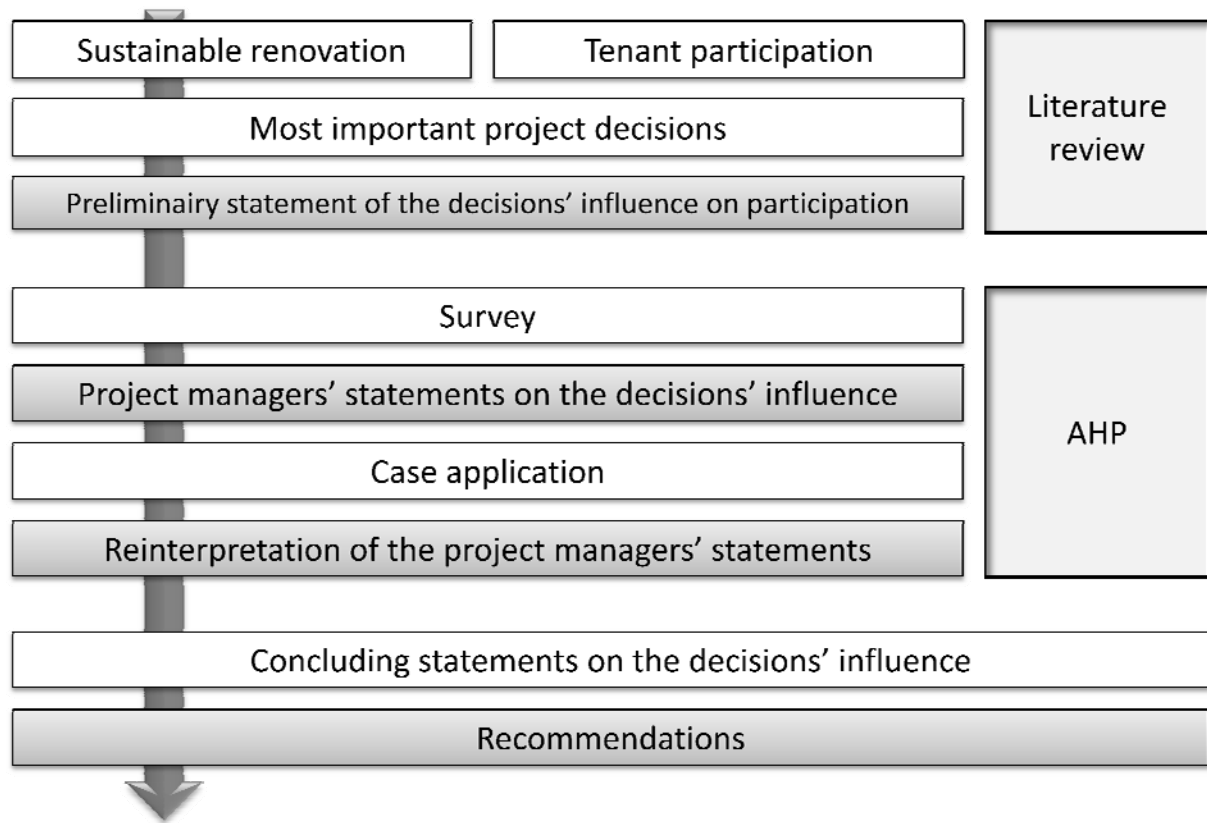 Sustainable renovation
Tenant participation
Literature
review
Most important project decisions
Preliminairy statement of the decisions’ influence on participation
Survey
Project managers’ statements on the decisions’ influence
AHP
Case application
Reinterpretation of the project managers’ statements
Concluding statements on the decisions’ influence
Recommendations